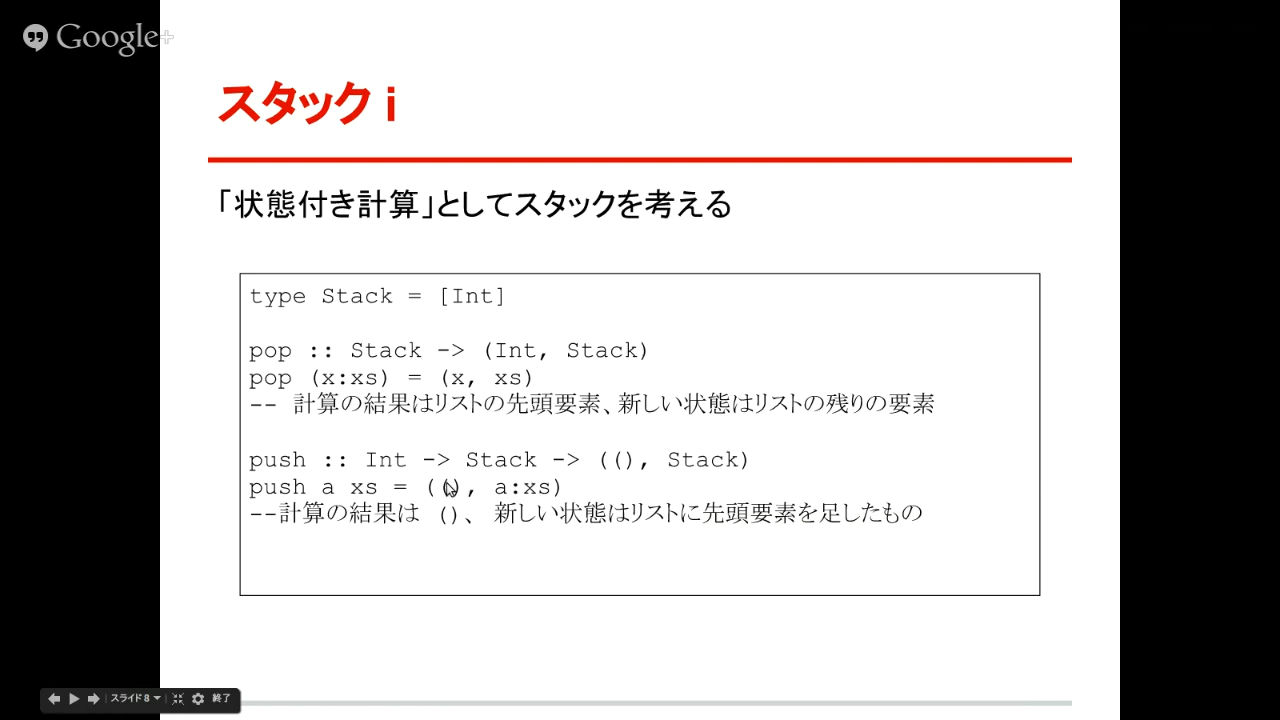 Google+
スタック i
「状態付き計算」としてスタックを考える
type Stack = [Int]
pop :: Stack -> (Int, Stack)
pop (x:xs) = (x, xs)
-- 計算の結果はリストの先頭要素、新しい状態はリストの残りの要素
push :: Int -> Stack -> ((), Stack)
push a xs = ((), a:xs)
--計算の結果は ()、 新しい状態はリストに先頭要素を足したもの
スライド 8 終了